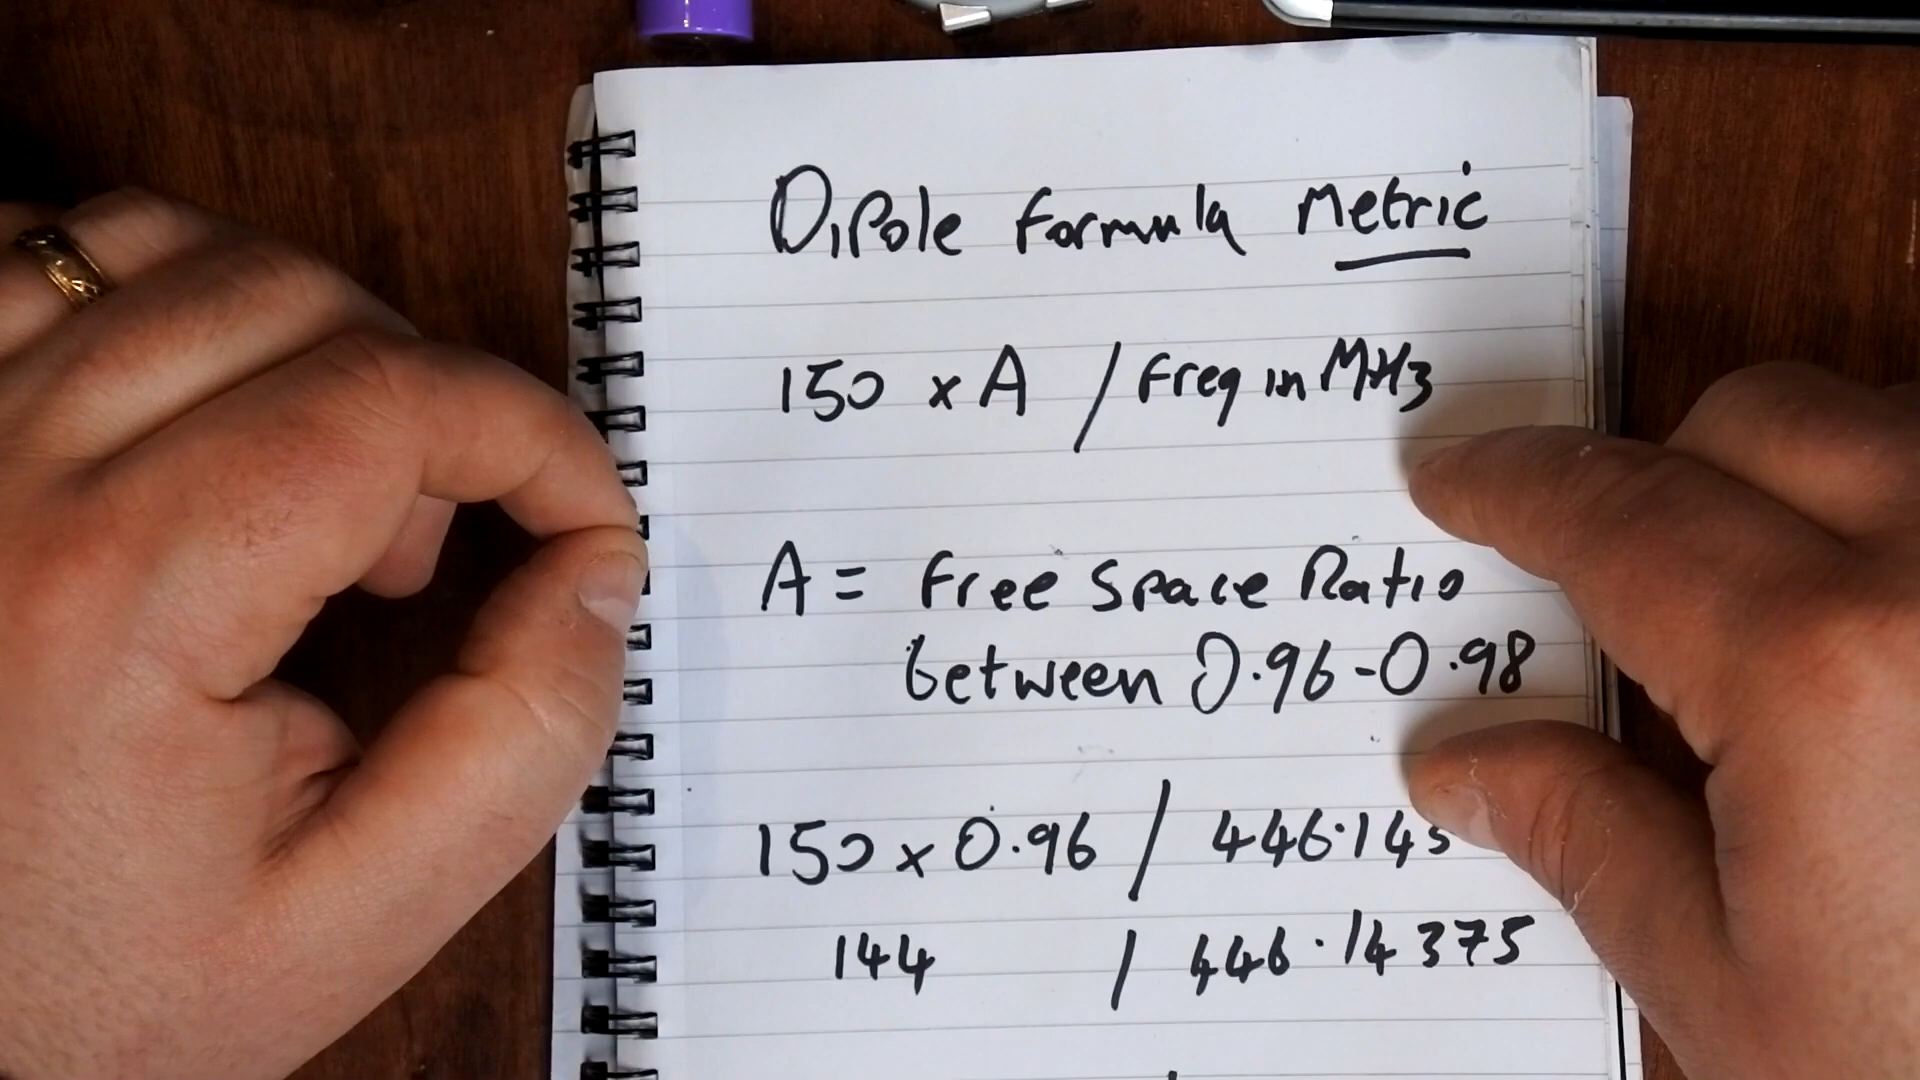 Dipole formula Metric
150 x A / Freq in MHz
A = Free Space Ratio
between 0.96-0.98
150 x 0.96 / 446.145
144 / 446.14375